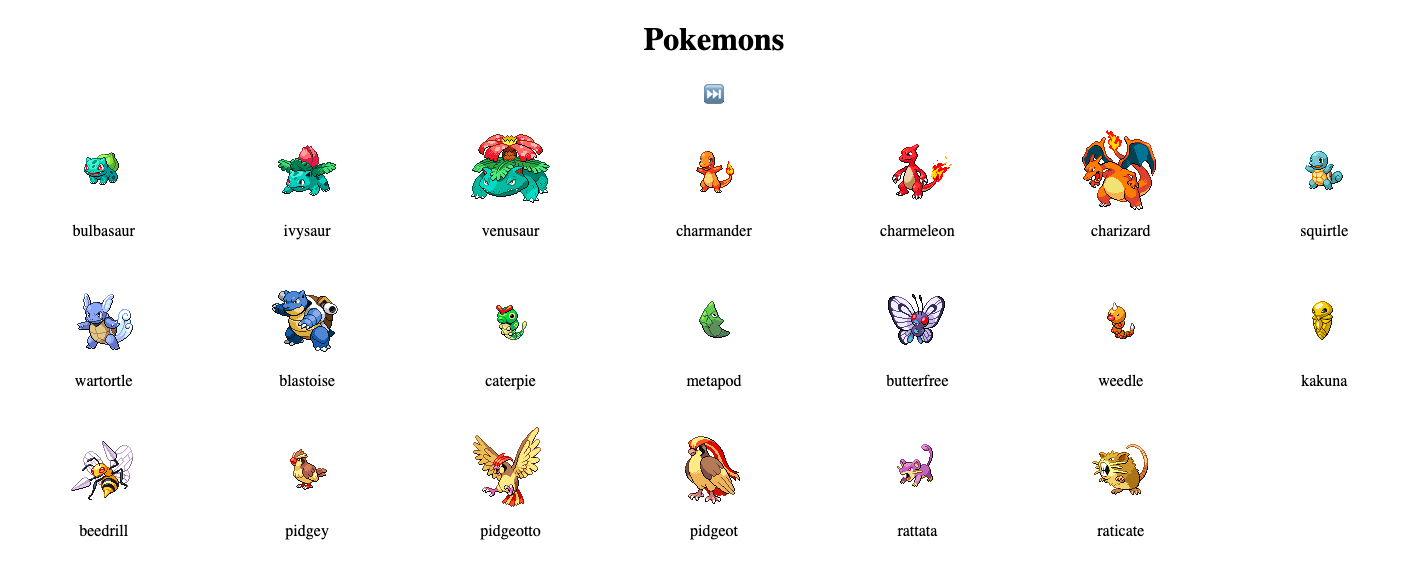 Pokemons
⏭️
bulbasaur ivysaur venusaur charmander charmeleon charizard squirtle
wartortle blastoise caterpie metapod butterfree weedle kakuna
beedrill pidgey pidgeotto pidgeot rattata raticate